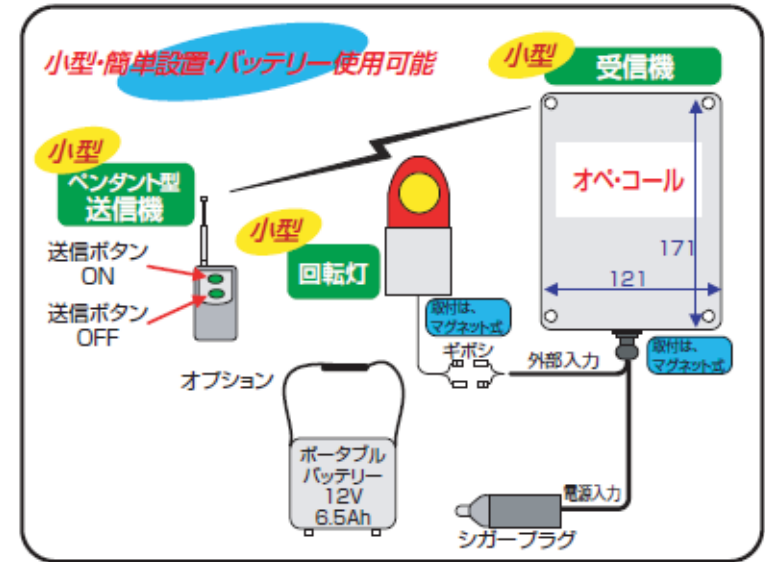 小型・簡単設置・バッテリー使用可能
小型
受信機
小型
ペンダント型
送信機
オペ・コール
小型
回転灯
送信ボタン
ON
送信ボタン
OFF
171
121
取付は、
マグネット式
ギボシ
外部入力
取付は、
マグネット式
オプション
ポータブル
バッテリー
12V
6.5Ah
電源入力
シガープラグ